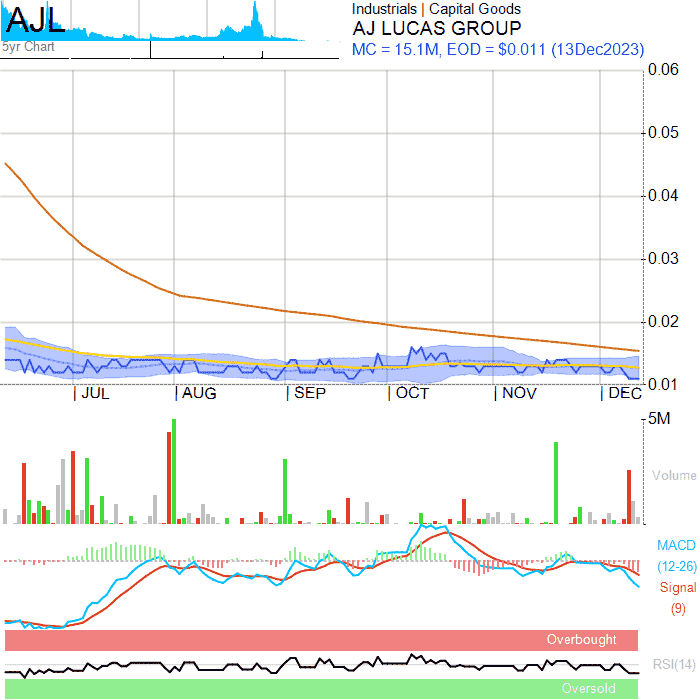 AJL
5yr Chart
Industrials | Capital Goods
AJ LUCAS GROUP
MC = 15.1M, EOD = $0.011 (13Dec2023)
0.06
0.05
0.04
0.03
0.02
0.01
JUL AUG SEP OCT NOV DEC
5M
Volume
MACD
(12-26)
Signal
(9)
Overbought
RSI(14)
Oversold